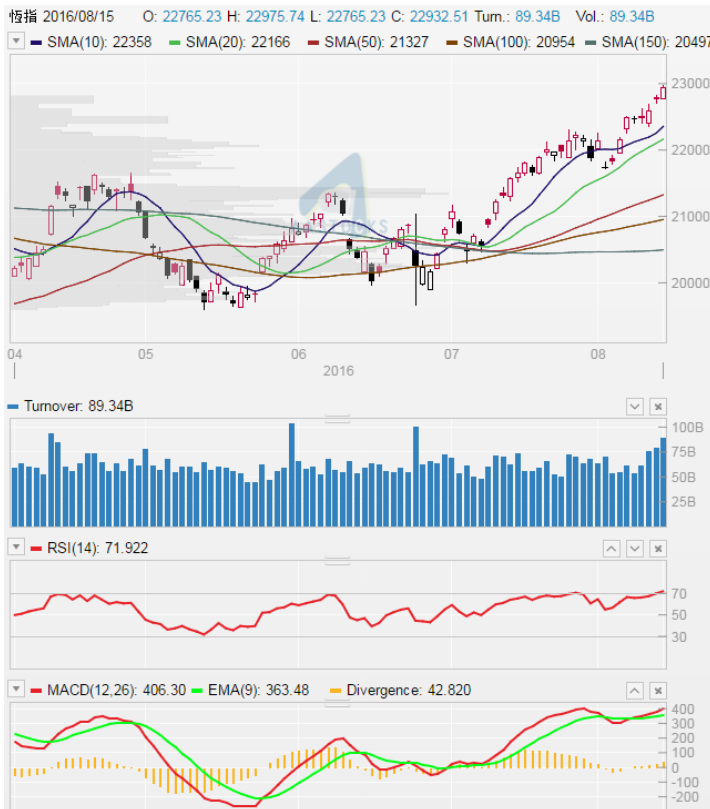 恆指 2016/08/15 O: 22765.23 H: 22975.74 L: 22765.23 C: 22932.51 Turn.: 89.34B Vol.: 89.34B
SMA(10): 22358 SMA(20): 22166 SMA(50): 21327 SMA(100): 20954 SMA(150): 20497
23000
22000
21000
20000
04 05 06 07 08
2016
Turnover: 89.34B
100B
75B
50B
25B
RSI(14): 71.922
70
50
30
MACD(12,26): 406.30 EMA(9): 363.48 Divergence: 42.820
400
300
200
100
0
-100
-200